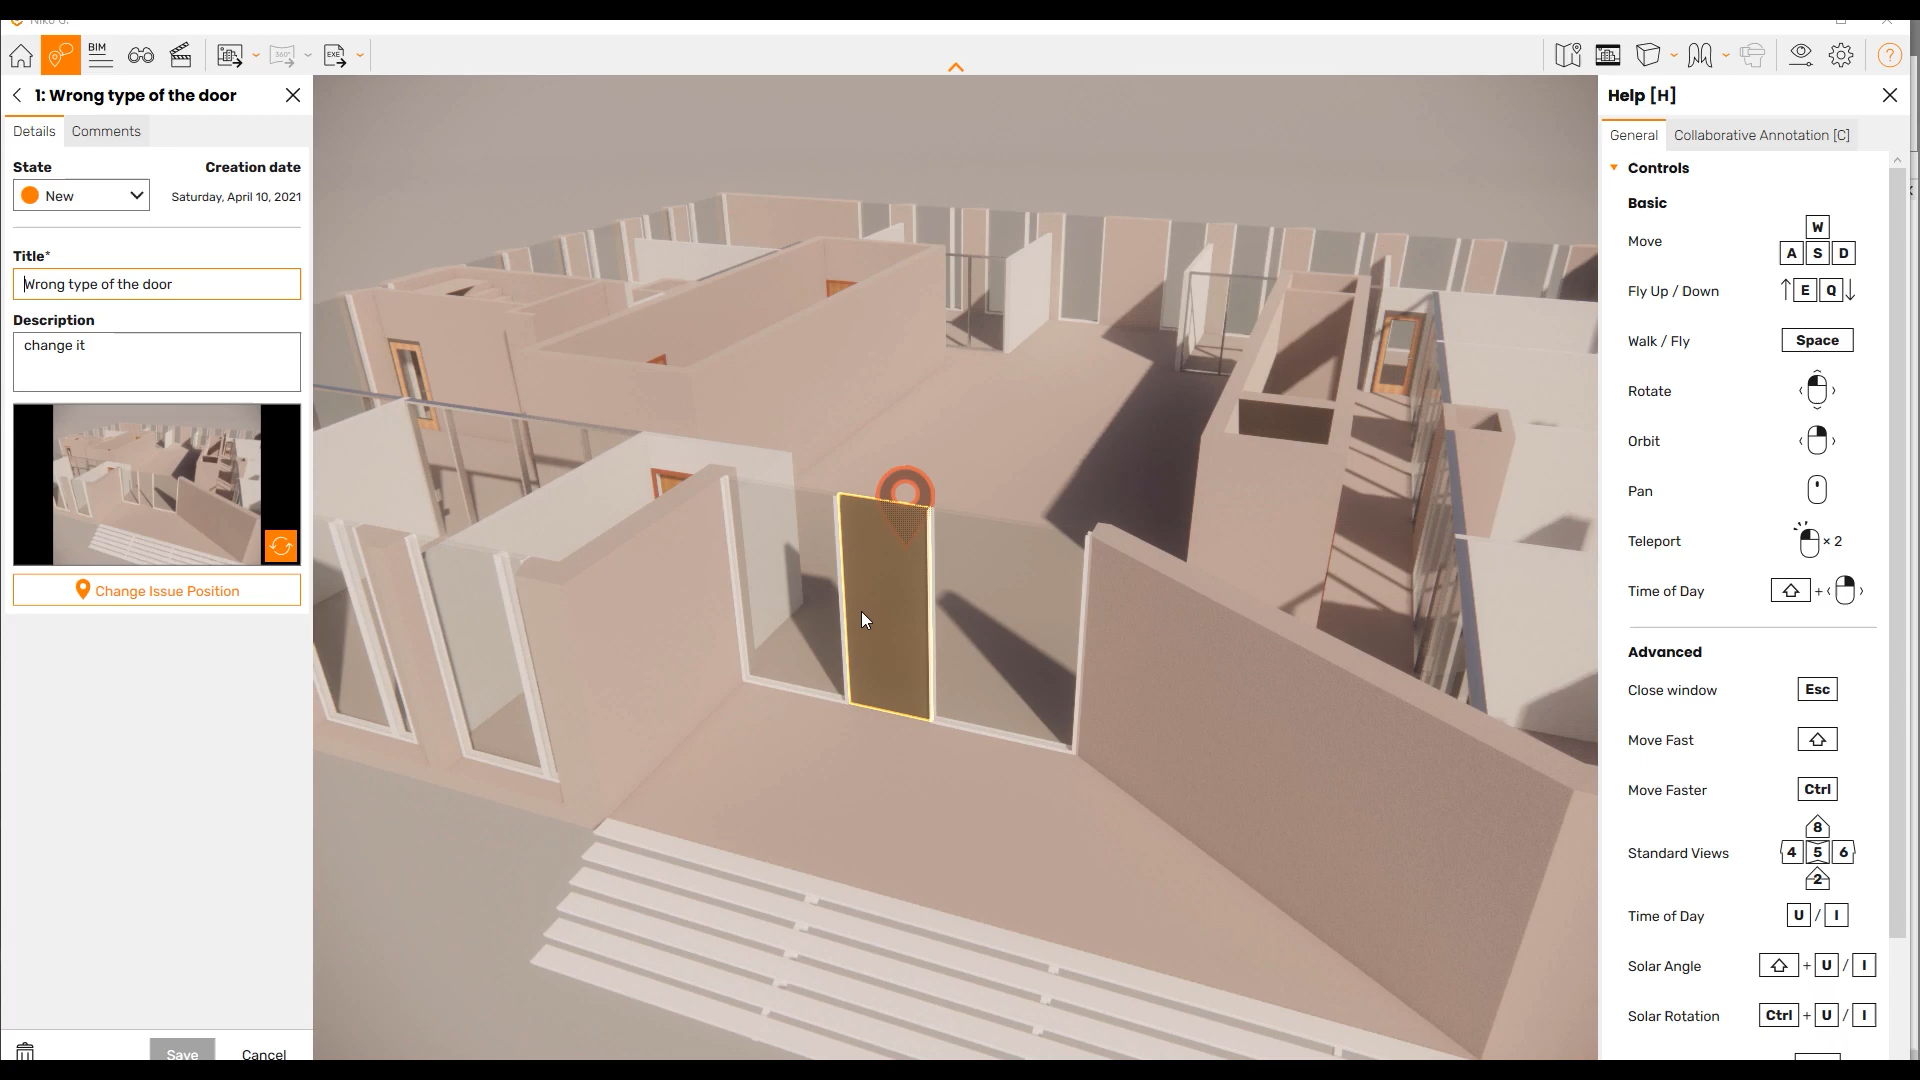 BIM
360°
EXE
?
1: Wrong type of the door
Details
Comments
State
Creation date
New
Saturday, April 10, 2021
Title*
Wrong type of the door
Description
change it
Change Issue Position
Save
Cancel
Help [H]
General
Collaborative Annotation [C]
Controls
Basic
Move
W
A S D
Fly Up / Down
E Q
Walk / Fly
Space
Rotate
Orbit
Pan
Teleport
× 2
Time of Day
+
Advanced
Close window
Esc
Move Fast
Move Faster
Ctrl
Standard Views
8
4 5 6
2
Time of Day
U / I
Solar Angle
+ U / I
Solar Rotation
Ctrl + U / I